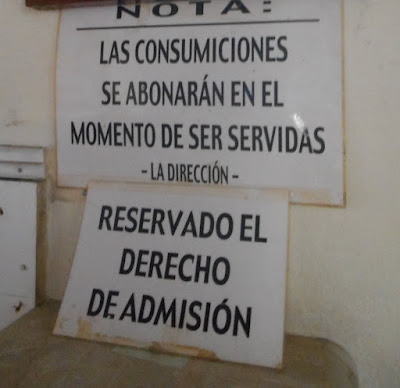 NOTA:
LAS CONSUMICIONES
SE ABONARÁN EN EL
MOMENTO DE SER SERVIDAS
- LA DIRECCIÓN -
RESERVADO EL
DERECHO
DE ADMISIÓN